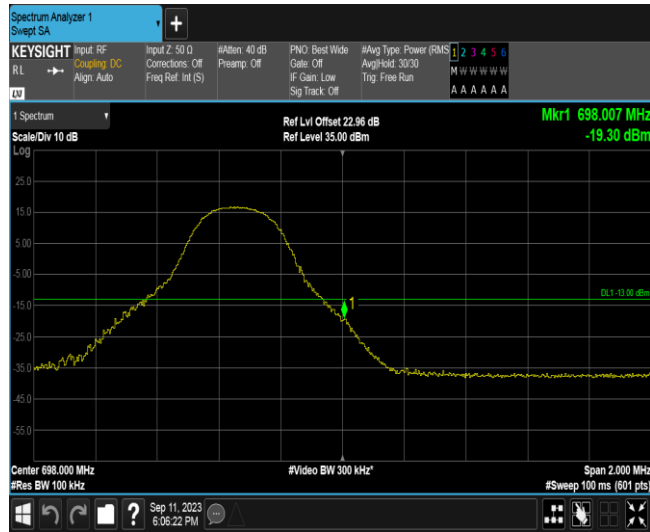 Spectrum Analyzer 1
Swept SA
+
KEYSIGHT
RL
LXI
Input: RF
Coupling: DC
Align: Auto
Input Z: 50 Ω
Corrections: Off
Freq Ref: Int (S)
#Atten: 40 dB
Preamp: Off
PNO: Best Wide
Gate: Off
IF Gain: Low
Sig Track: Off
#Avg Type: Power (RMS
Avg|Hold: 30/30
Trig: Free Run
1 2 3 4 5 6
M W W W W W
A A A A A A
1 Spectrum
Scale/Div 10 dB
Log
Ref Lvl Offset 22.96 dB
Ref Level 35.00 dBm
Mkr1 698.007 MHz
-19.30 dBm
25.0
15.0
5.00
-5.00
DL1 -13.00 dBm
1
-15.0
-25.0
-35.0
-45.0
-55.0
Center 698.000 MHz
#Res BW 100 kHz
#Video BW 300 kHz*
Span 2.000 MHz
#Sweep 100 ms (601 pts)
?
Sep 11, 2023
6:06:22 PM